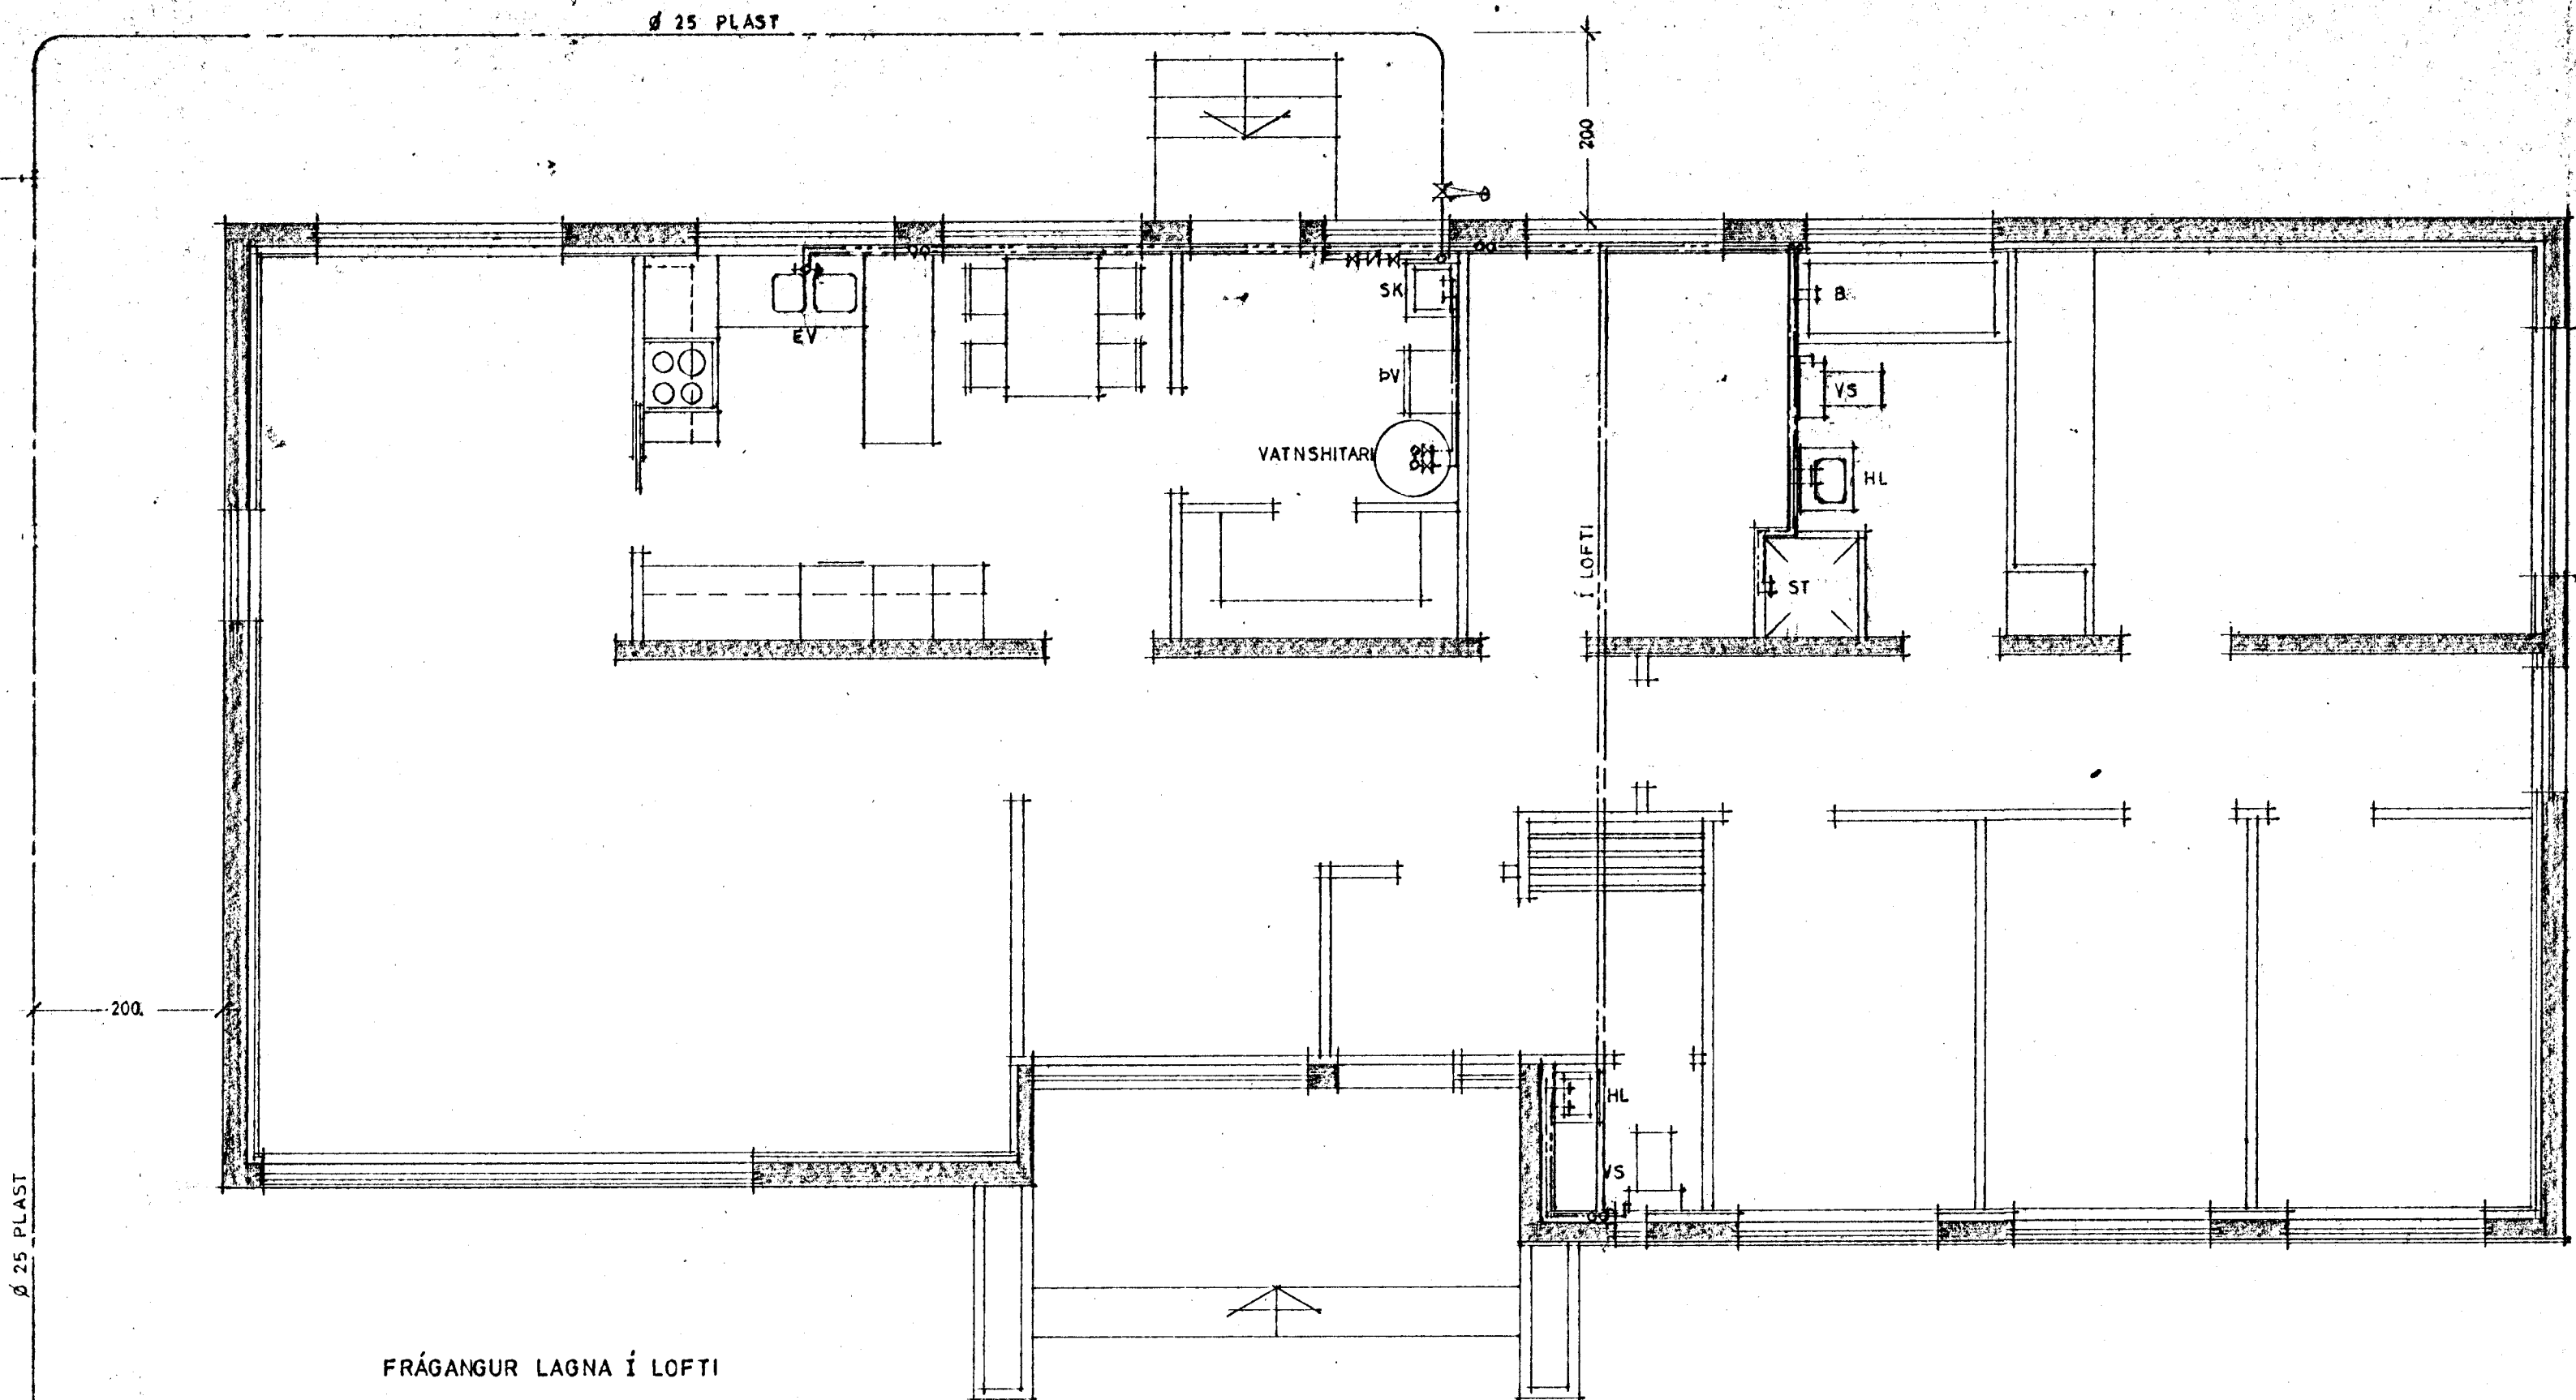 Ø 25 PLAST
200
SK
B
EV
ÞV
VS
VATNSHITARI
HL
Í LOFTI
ST
200
HL
VS
Ø 25 PLAST
FRÁGANGUR LAGNA Í LOFTI